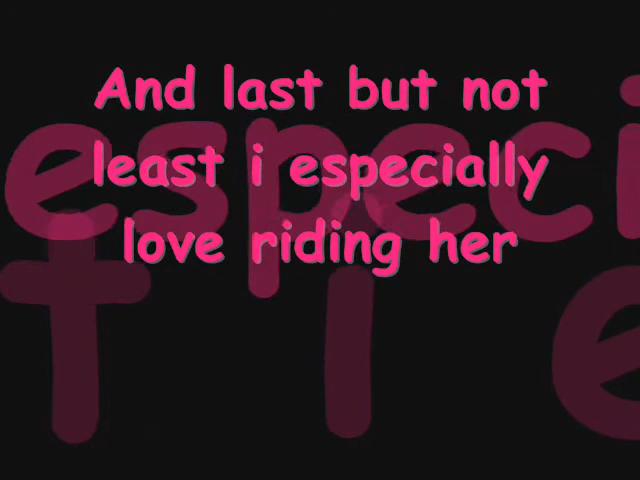 And last but not
least i especially
love riding her